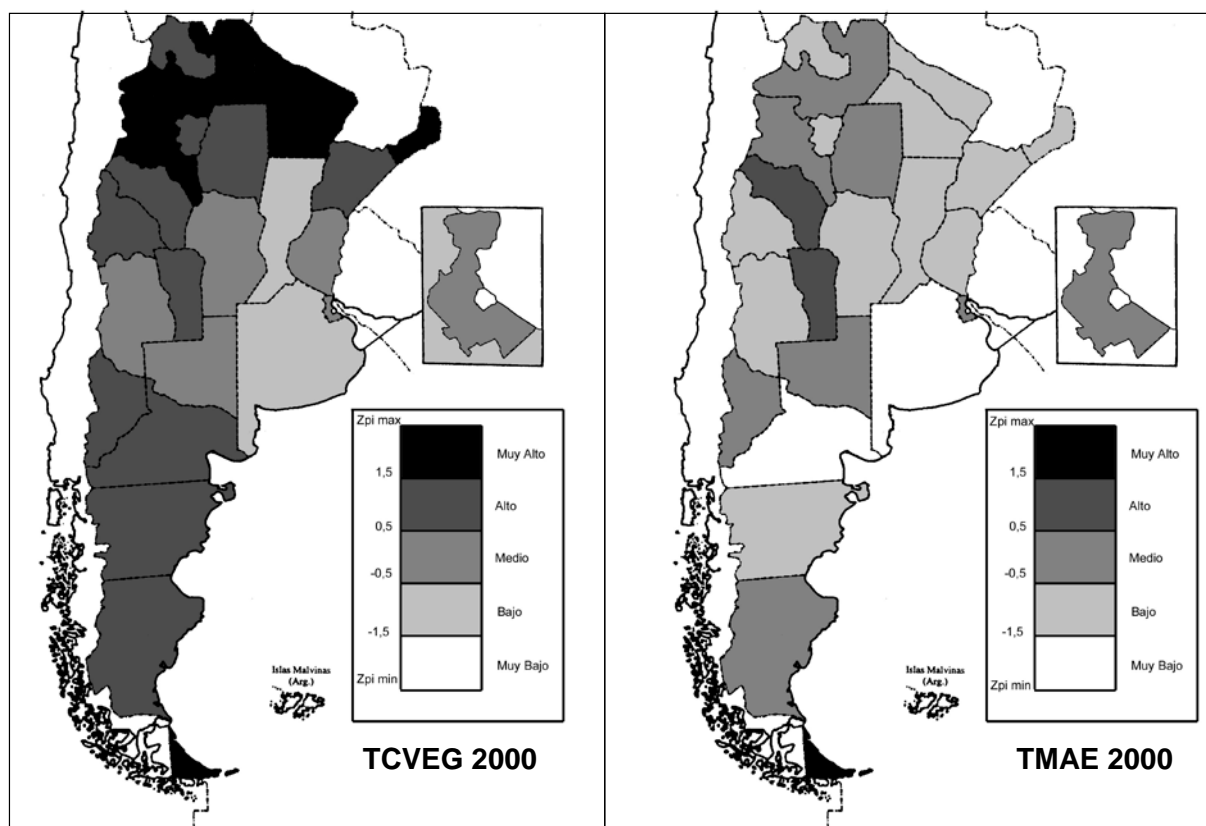 Zpi max
Muy Alto
1,5
Alto
0,5
Medio
-0,5
Bajo
-1,5
Muy Bajo
Zpi min
Islas Malvinas
(Arg.)
TCVEG 2000
Zpi max
Muy Alto
1,5
Alto
0,5
Medio
-0,5
Bajo
-1,5
Muy Bajo
Zpi min
Islas Malvinas
(Arg.)
TMAE 2000